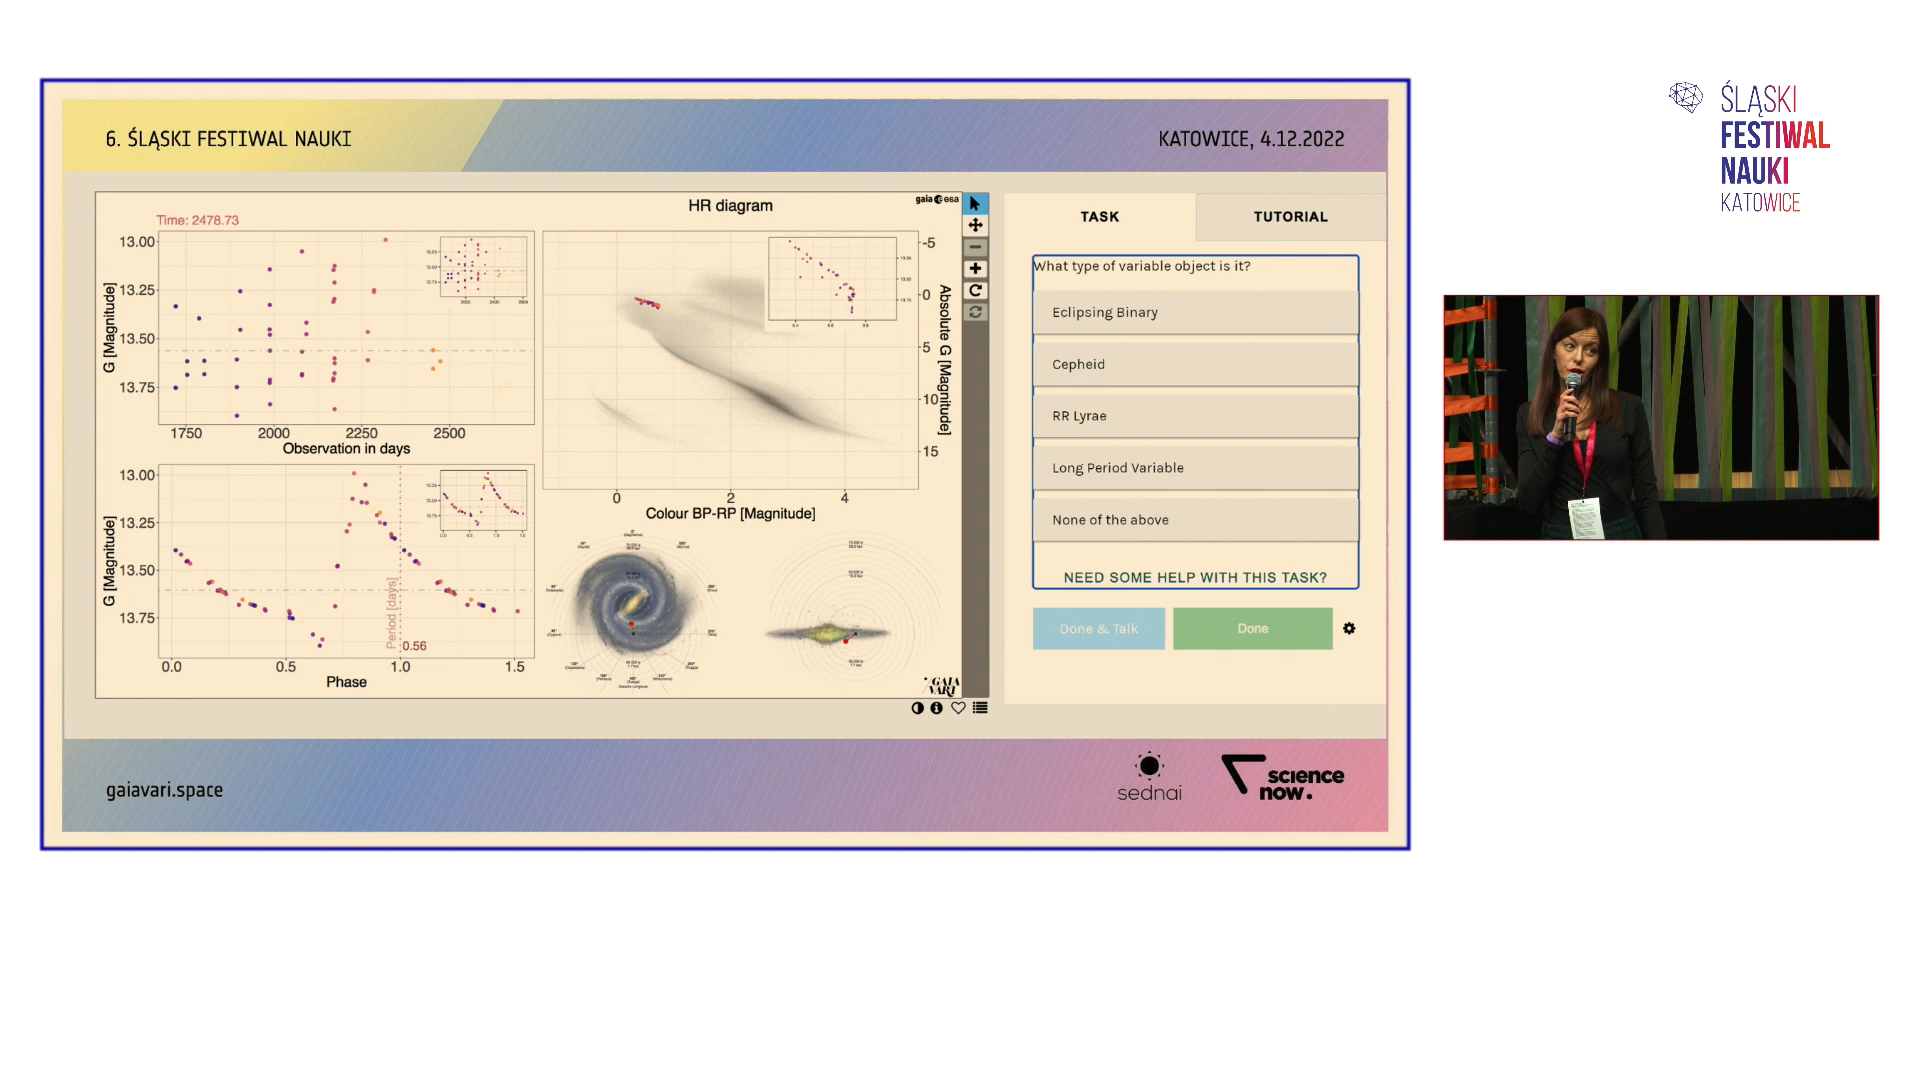 6. ŚLĄSKI FESTIWAL NAUKI
KATOWICE, 4.12.2022
Time: 2478.73
13.00
13.25
13.50
13.75
G [Magnitude]
1750 2000 2250 2500
Observation in days
13.00
13.25
13.50
13.75
G [Magnitude]
Period [days]
0.56
0.0 0.5 1.0 1.5
Phase
HR diagram
gaia esa
-5
0
5
10
15
Absolute G [Magnitude]
0 2 4
Colour BP-RP [Magnitude]
GAIA
VARI
TASK
TUTORIAL
What type of variable object is it?
Eclipsing Binary
Cepheid
RR Lyrae
Long Period Variable
None of the above
NEED SOME HELP WITH THIS TASK?
Done & Talk
Done
gaiavari.space
sednai
science
now.
ŚLĄSKI
FESTIWAL
NAUKI
KATOWICE